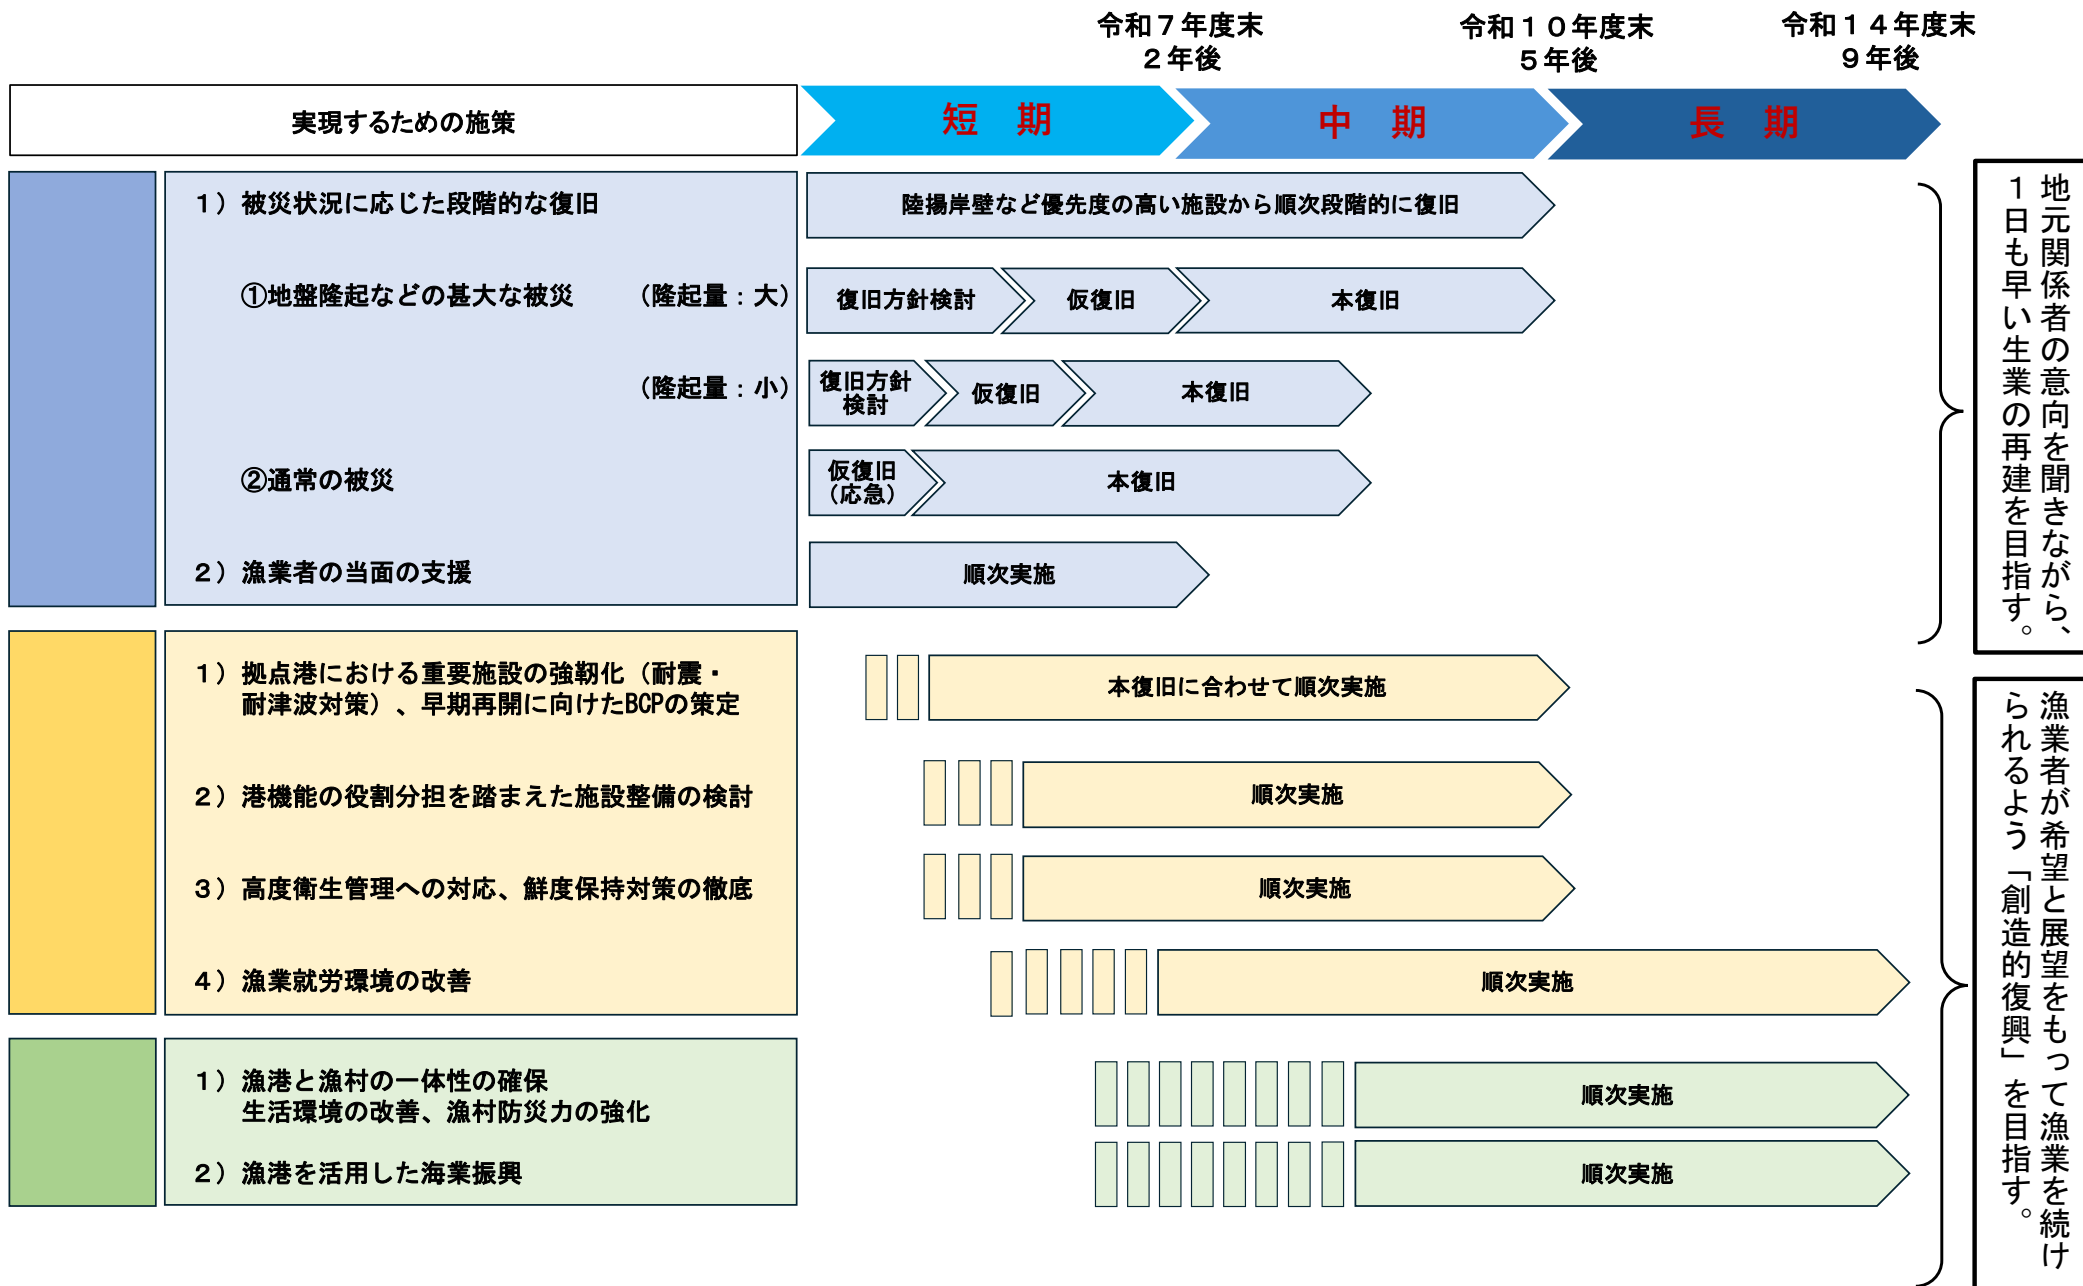 令和７年度末
２年後
令和１０年度末
５年後
令和１４年度末
９年後
実現するための施策
短　期
中　期
長　期
１）被災状況に応じた段階的な復旧
陸揚岸壁など優先度の高い施設から順次段階的に復旧
①地盤隆起などの甚大な被災　（隆起量：大）
復旧方針検討
仮復旧
本復旧
（隆起量：小）
復旧方針
検討
仮復旧
本復旧
②通常の被災
仮復旧
（応急）
本復旧
２）漁業者の当面の支援
順次実施
地元関係者の意向を聞きながら、
１日も早い生業の再建を目指す。
１）拠点港における重要施設の強靭化（耐震・
耐津波対策）、早期再開に向けたBCPの策定
本復旧に合わせて順次実施
２）港機能の役割分担を踏まえた施設整備の検討
順次実施
３）高度衛生管理への対応、鮮度保持対策の徹底
順次実施
４）漁業就労環境の改善
順次実施
１）漁港と漁村の一体性の確保
生活環境の改善、漁村防災力の強化
順次実施
２）漁港を活用した海業振興
順次実施
漁業者が希望と展望をもって漁業を続け
られるよう「創造的復興」を目指す。